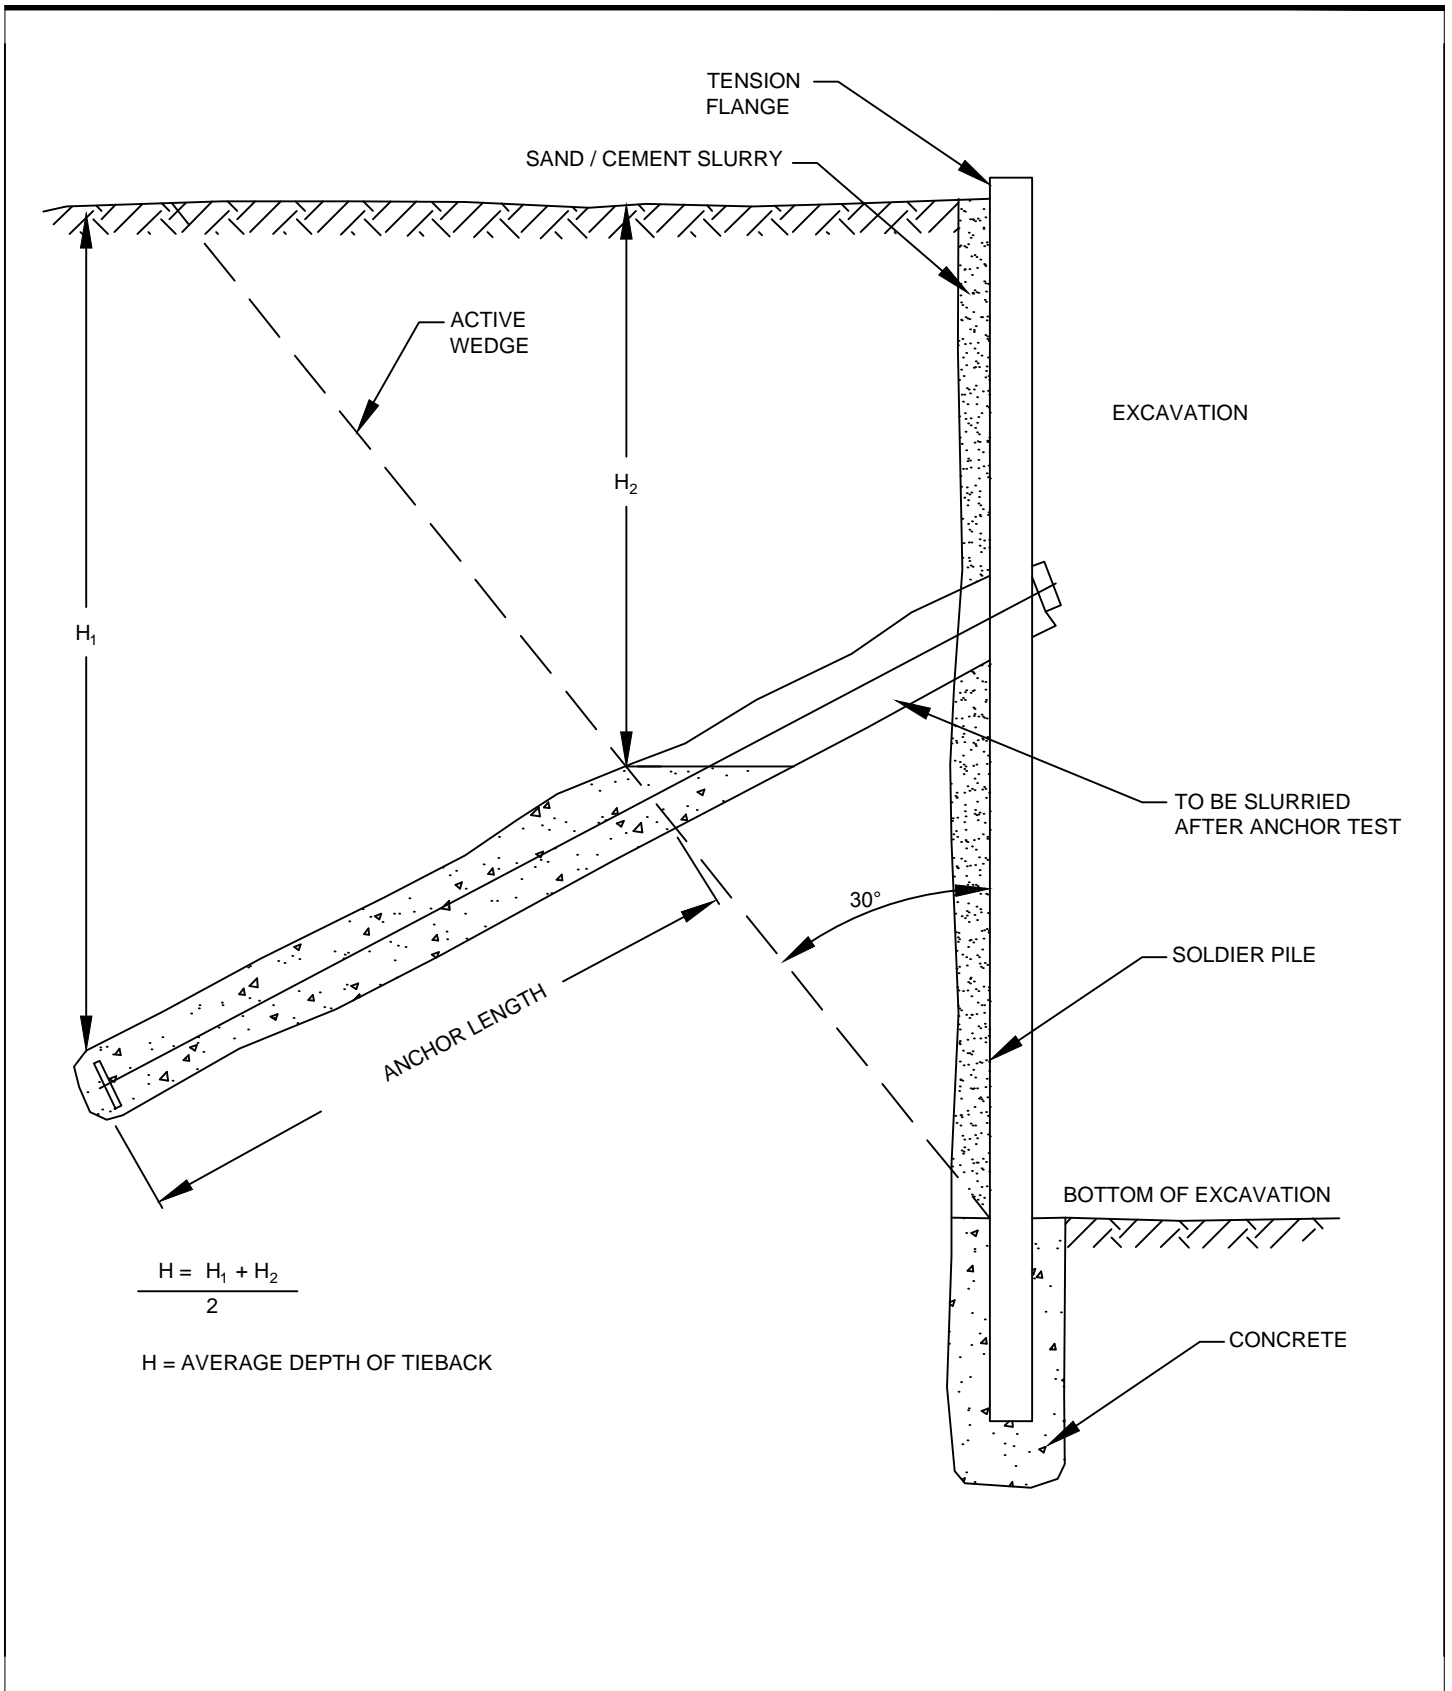 TENSION
FLANGE
SAND / CEMENT SLURRY
ACTIVE
WEDGE
EXCAVATION
H₂
H₁
TO BE SLURRIED
AFTER ANCHOR TEST
30°
SOLDIER PILE
ANCHOR LENGTH
BOTTOM OF EXCAVATION
H = H₁ + H₂
2
CONCRETE
H = AVERAGE DEPTH OF TIEBACK